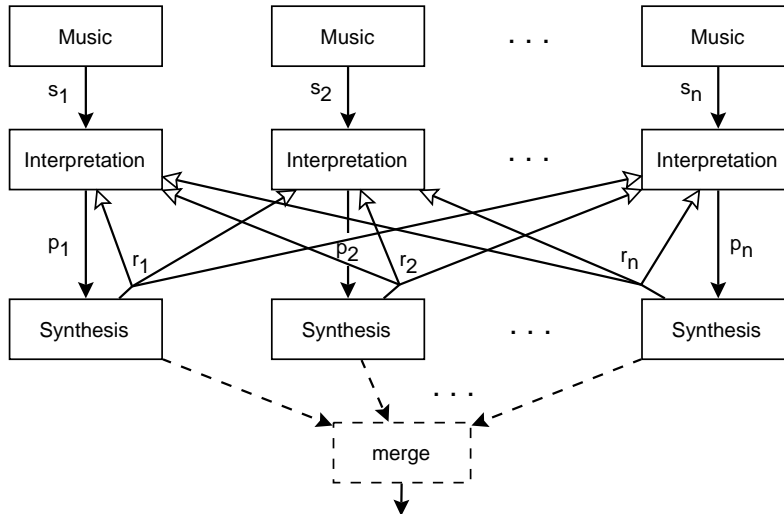 Music Music . . . Music
s1 s2 sn
Interpretation Interpretation . . . Interpretation
p1 r1 p2 r2 rn pn
Synthesis Synthesis . . . Synthesis
. . .
merge